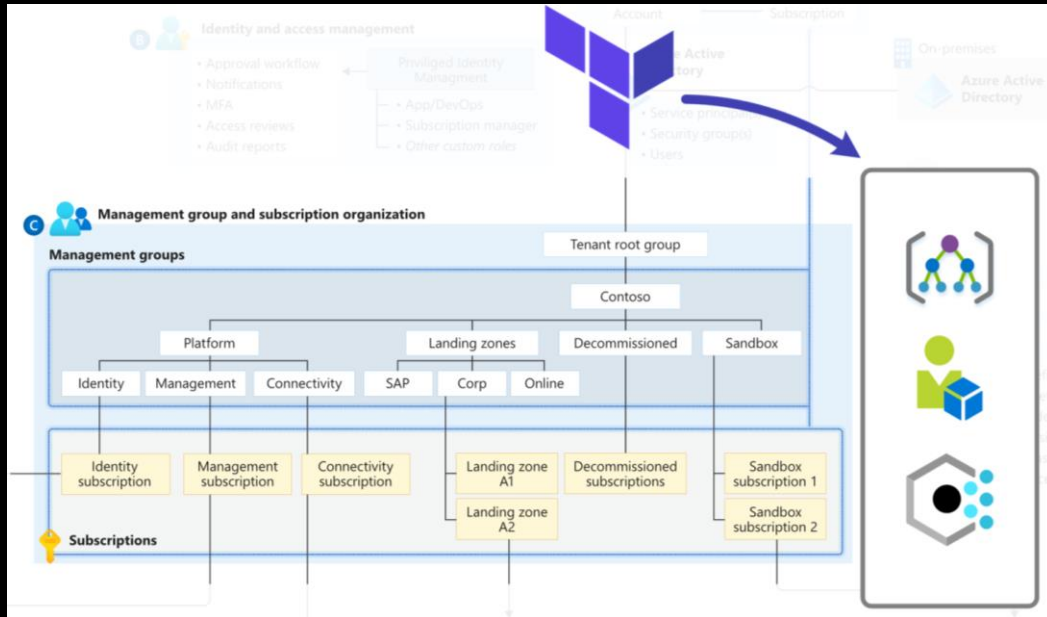 Account
Subscription
B
Identity and access management
• Approval workflow
• Notifications
• MFA
• Access reviews
• Audit reports
Priviliged Identity
Managment
• App/DevOps
• Subscription manager
• Other custom roles
Active
• Service principal
• Security group(s)
• Users
On-premises
Azure Active
Directory
C
Management group and subscription organization
Management groups
Tenant root group
Contoso
Platform
Landing zones
Decommissioned
Sandbox
Identity
Management
Connectivity
SAP
Corp
Online
Identity
subscription
Management
subscription
Connectivity
subscription
Landing zone
A1
Landing zone
A2
Decommissioned
subscriptions
Sandbox
subscription 1
Sandbox
subscription 2
Subscriptions